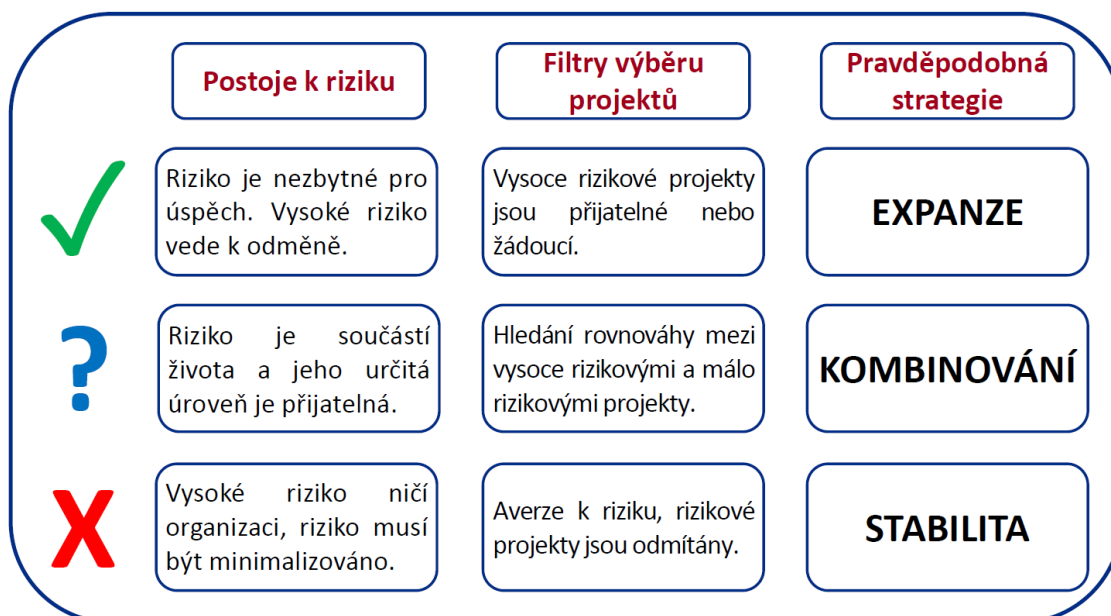 Postoje k riziku
Filtry výběru
projektů
Pravděpodobná
strategie
Riziko je nezbytné pro
úspěch. Vysoké riziko
vede k odměně.
Vysoce rizikové projekty
jsou přijatelné nebo
žádoucí.
EXPANZE
?
Riziko je součástí
života a jeho určitá
úroveň je přijatelná.
Hledání rovnováhy mezi
vysoce rizikovými a málo
rizikovými projekty.
KOMBINOVÁNÍ
X
Vysoké riziko ničí
organizaci, riziko musí
být minimalizováno.
Averze k riziku, rizikové
projekty jsou odmítány.
STABILITA